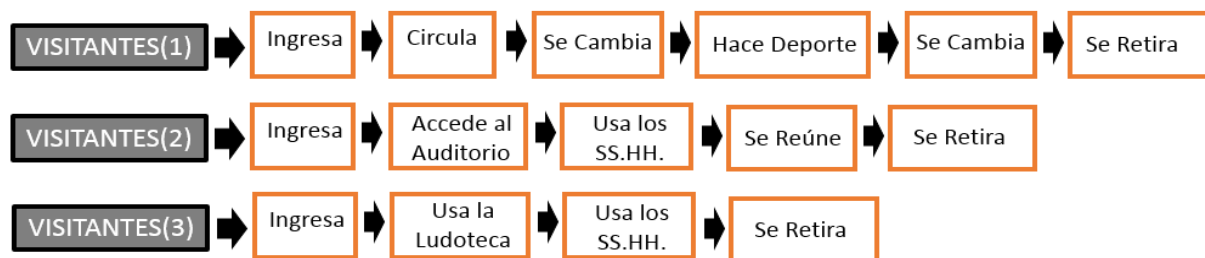 VISITANTES(1) Ingresa Circula Se Cambia Hace Deporte Se Cambia Se Retira
VISITANTES(2) Ingresa Accede al Usa los Se Reúne Se Retira
Auditorio SS.HH.
VISITANTES(3) Ingresa Usa la Usa los Se Retira
Ludoteca SS.HH.